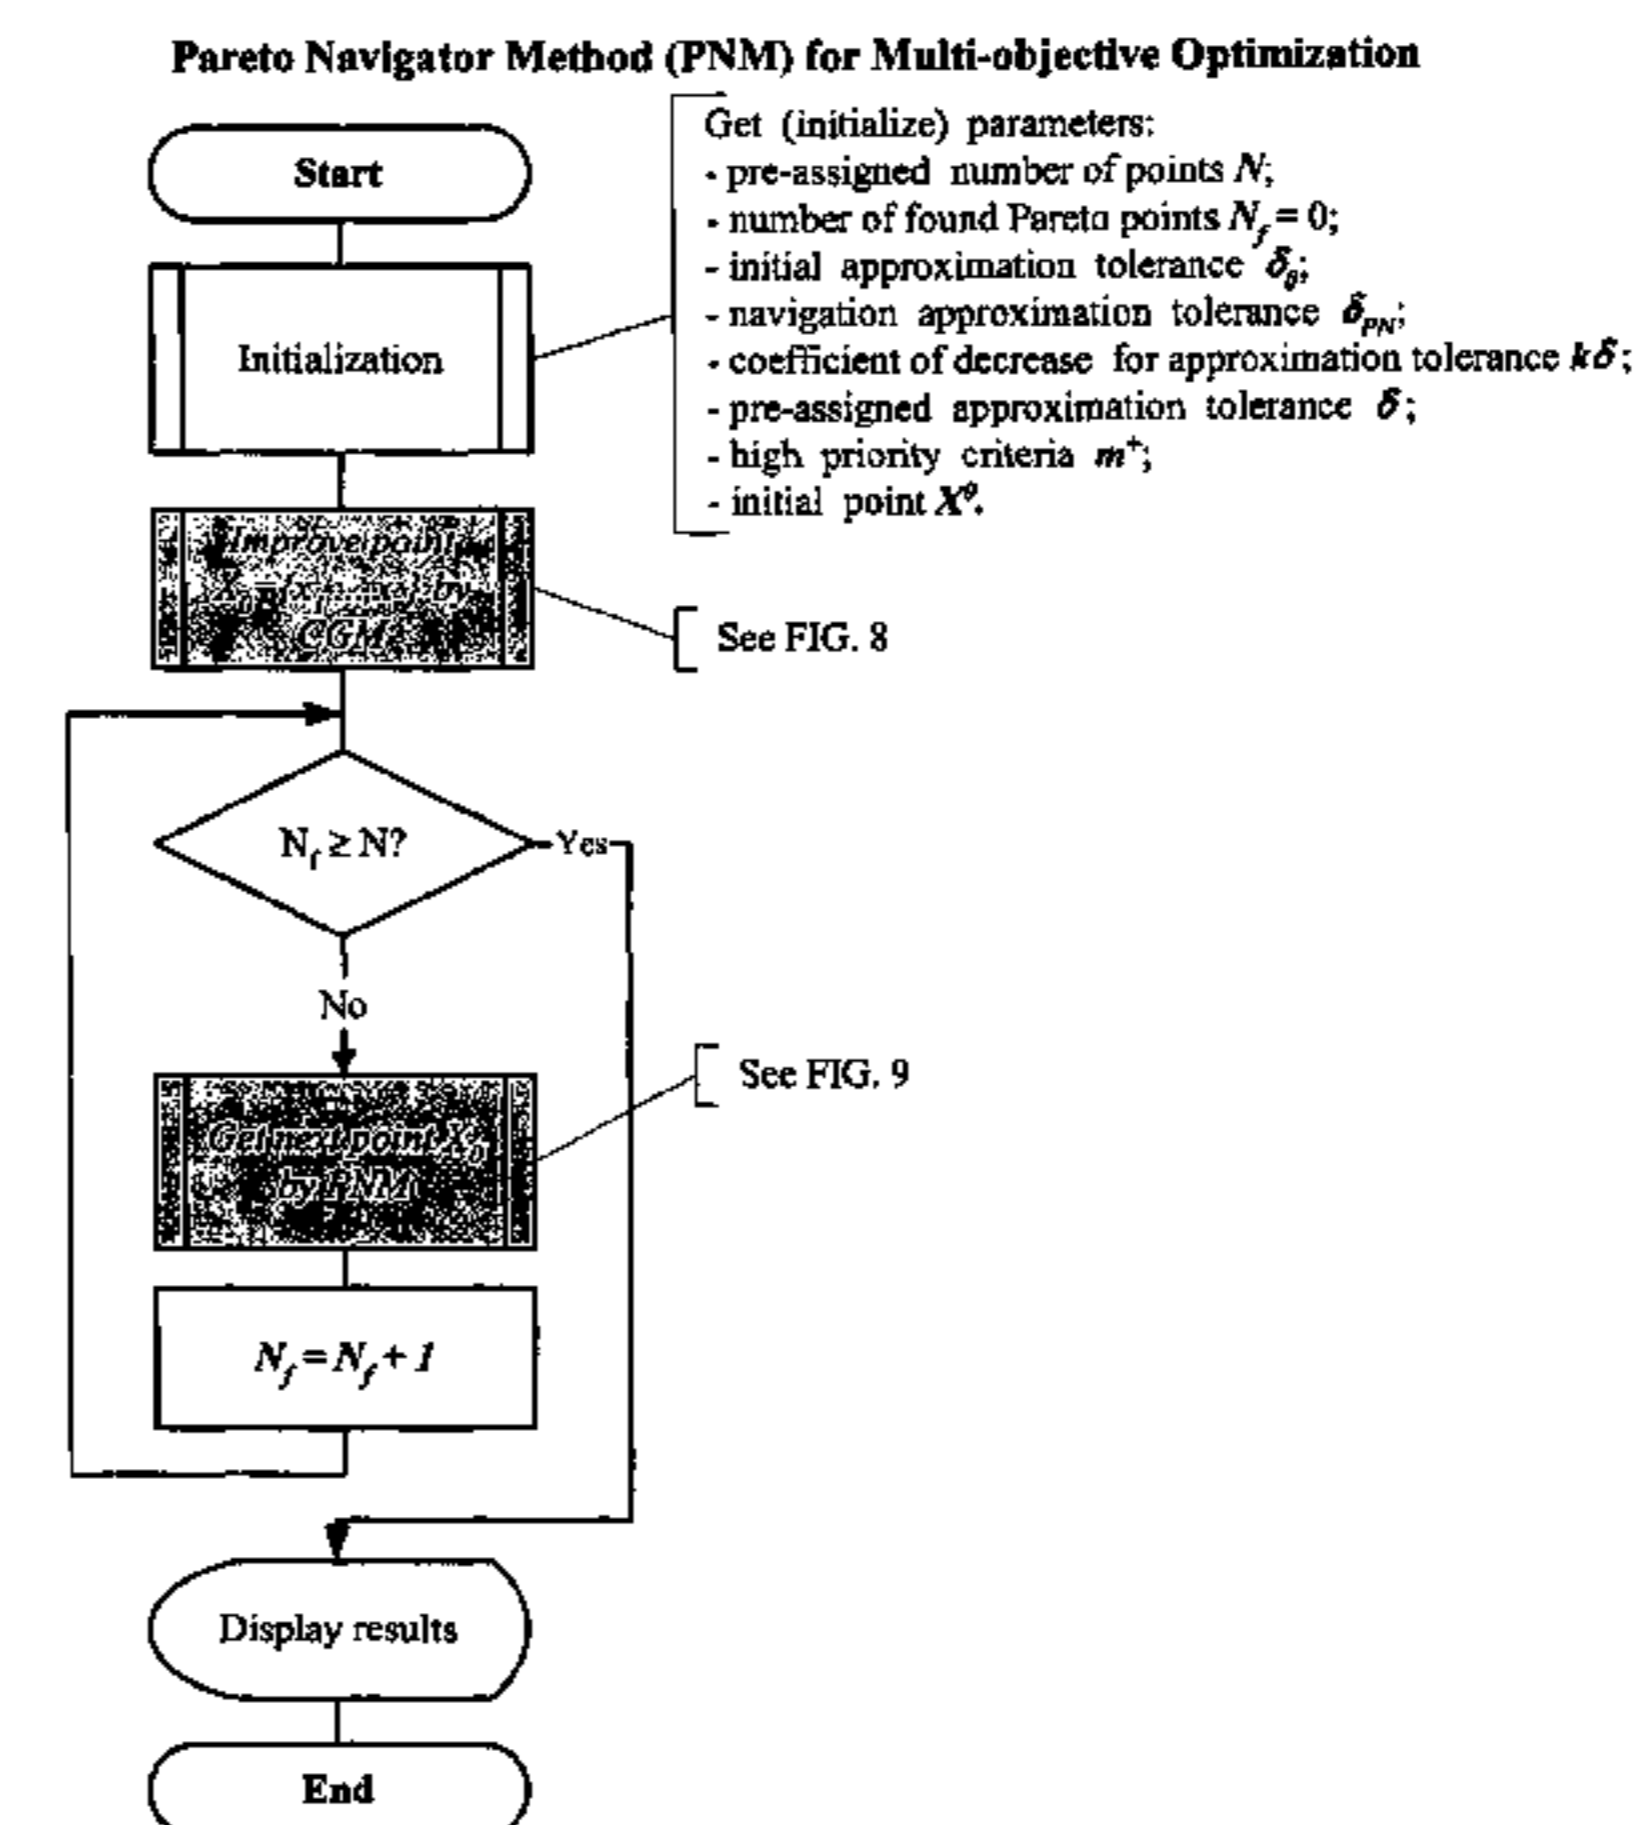 Pareto Navigator Method (PNM) for Multi-objective Optimization
Start
Get (initialize) parameters:
- pre-assigned number of points N;
- number of found Pareto points N_f = 0;
- initial approximation tolerance δ_0;
- navigation approximation tolerance δ_PN;
- coefficient of decrease for approximation tolerance kδ;
- pre-assigned approximation tolerance δ;
- high priority criteria m⁺;
- initial point X⁰.
Initialization
Improve point
by
CGM
See FIG. 8
N_f ≥ N?
Yes
No
See FIG. 9
Get next point X_0
by PNM
N_f = N_f + 1
Display results
End